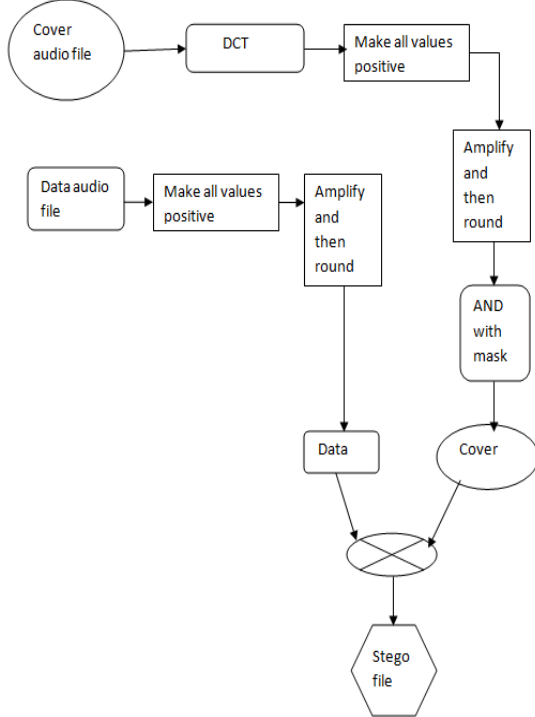 Cover
audio file
DCT
Make all values
positive
Amplify
and
then
round
Data audio
file
Make all values
positive
Amplify
and
then
round
AND
with
mask
Data
Cover
Stego
file